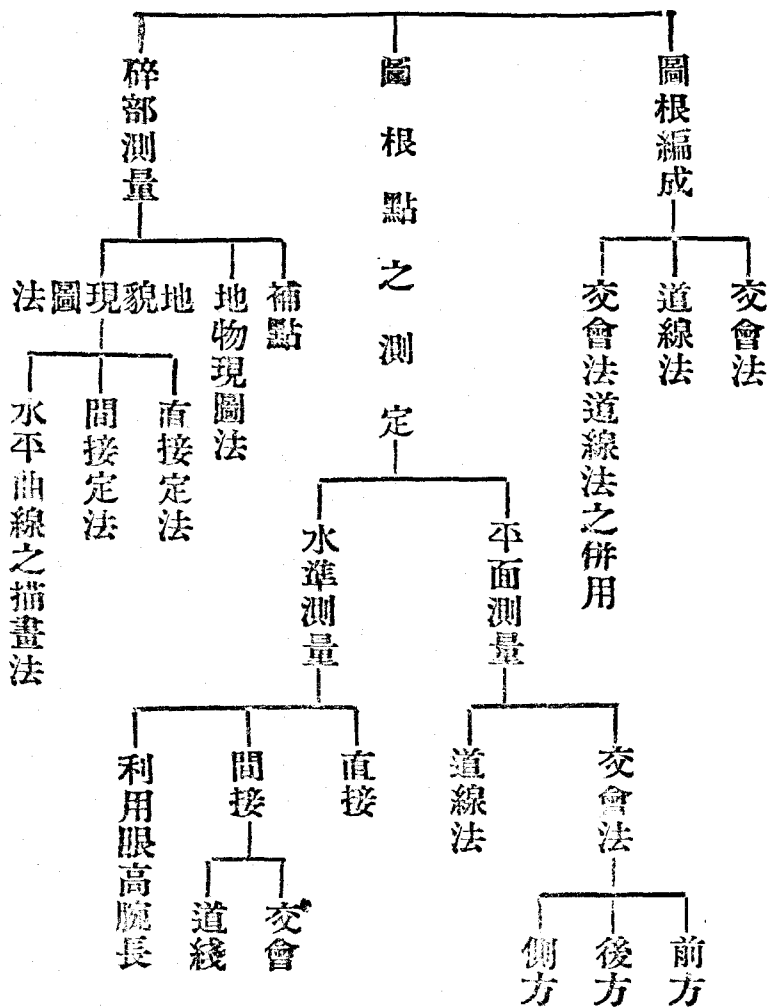 圖根編成
交會法
道線法
交會法道線法之併用
圖根點之測定
平面測量
交會法
前方
後方
側方
道線法
水準測量
直接
間接
交會
道綫
利用眼高腕長
碎部測量
補點
地物現圖法
地貌現圖法
直接定法
間接定法
水平曲線之描畫法